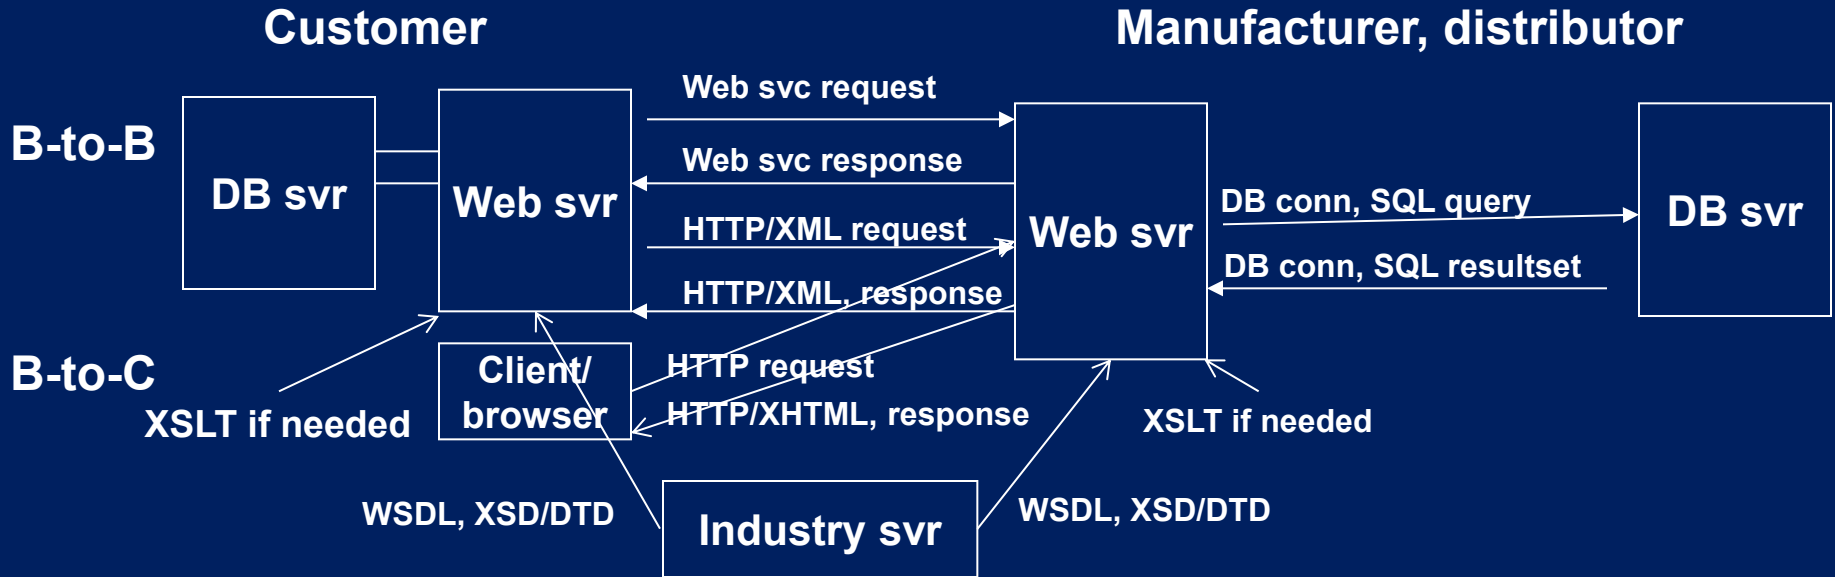 Customer
Manufacturer, distributor
B-to-B
DB svr
Web svr
Web svc request
Web svc response
HTTP/XML request
HTTP/XML, response
Web svr
DB conn, SQL query
DB conn, SQL resultset
DB svr
B-to-C
XSLT if needed
Client/
browser
HTTP request
HTTP/XHTML, response
XSLT if needed
WSDL, XSD/DTD
Industry svr
WSDL, XSD/DTD